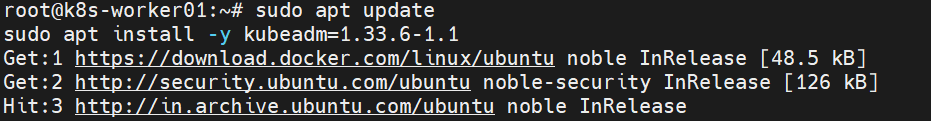 root@k8s-worker01:~# sudo apt update
sudo apt install -y kubeadm=1.33.6-1.1
Get:1 https://download.docker.com/linux/ubuntu noble InRelease [48.5 kB]
Get:2 http://security.ubuntu.com/ubuntu noble-security InRelease [126 kB]
Hit:3 http://in.archive.ubuntu.com/ubuntu noble InRelease